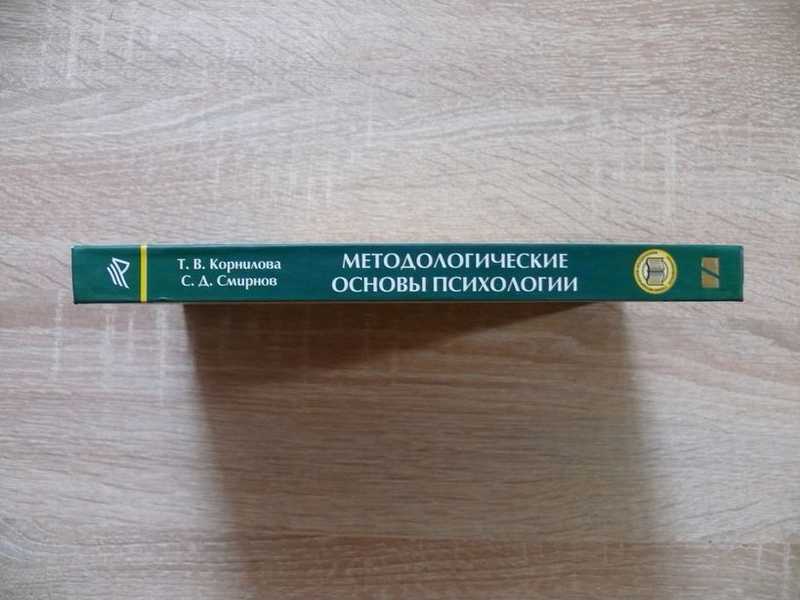 Т. В. Корнилова
С. Д. Смирнов
МЕТОДОЛОГИЧЕСКИЕ
ОСНОВЫ ПСИХОЛОГИИ